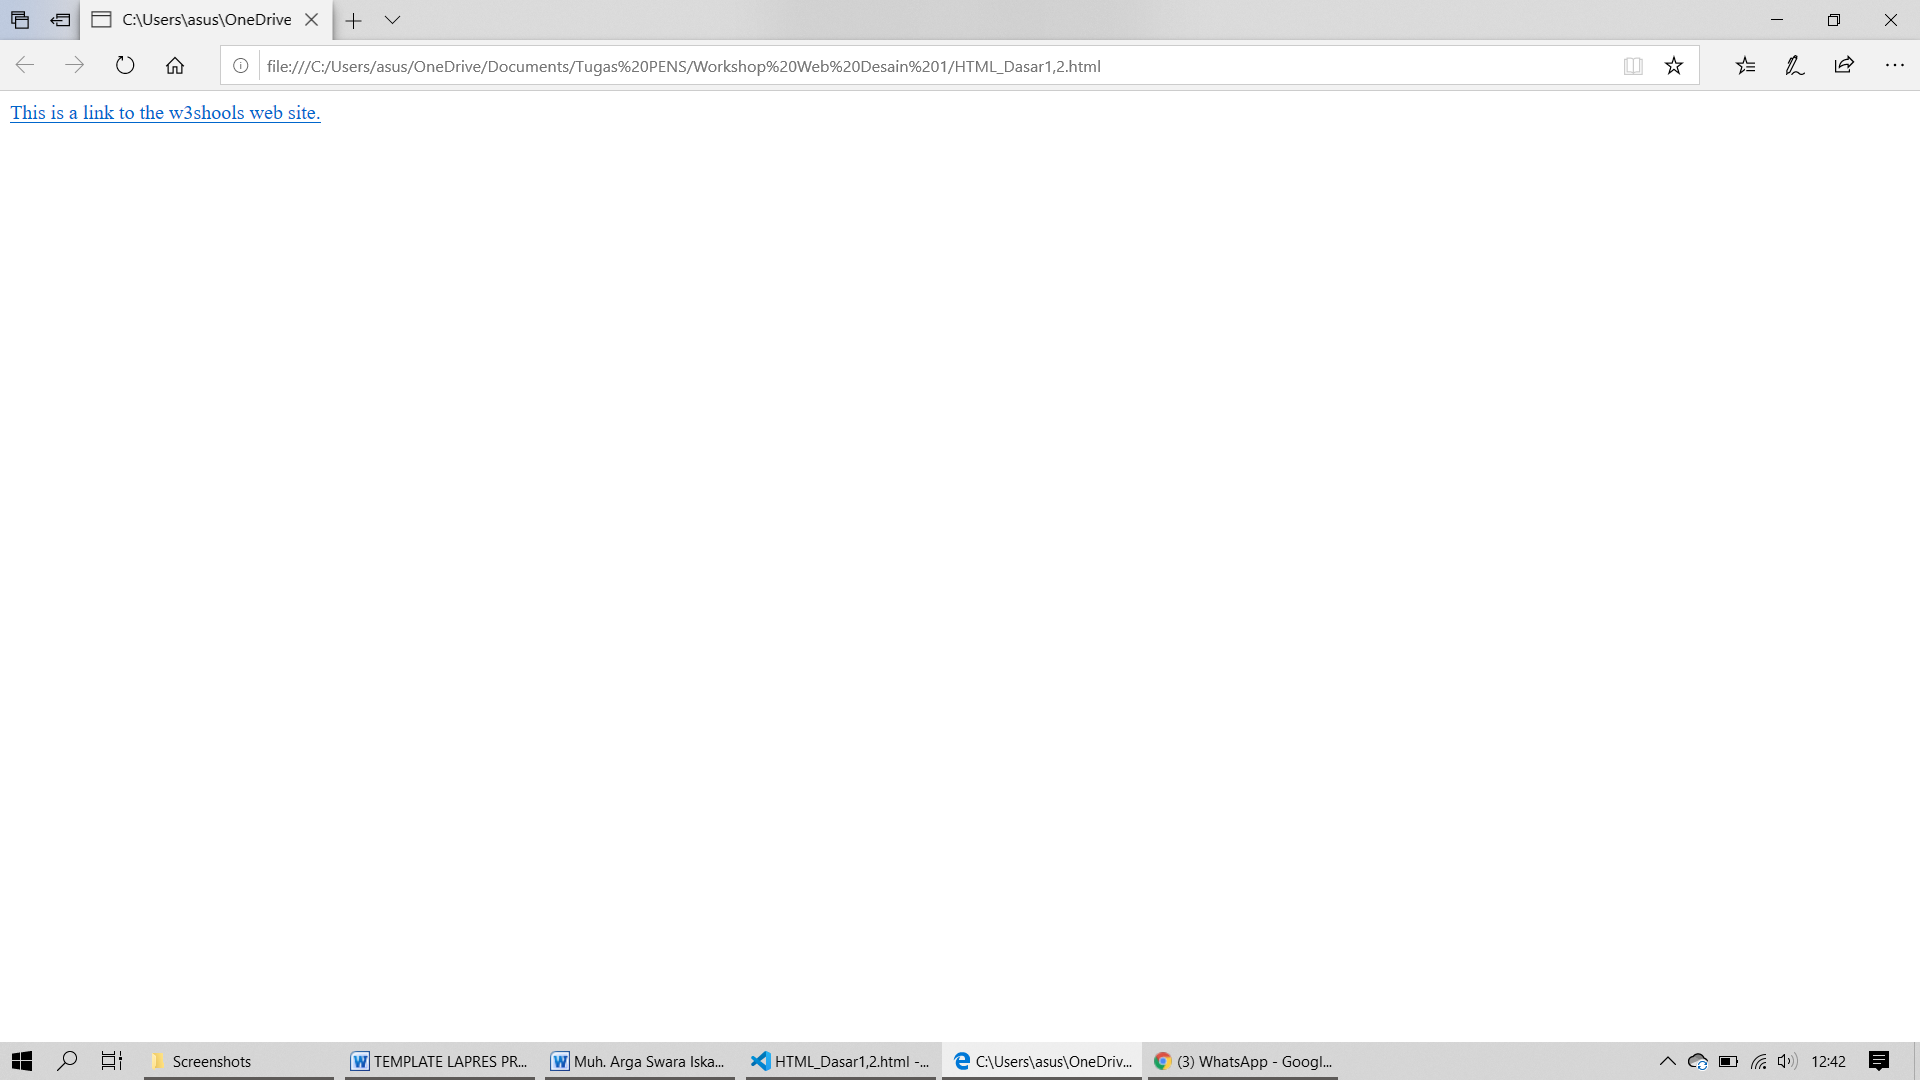 C:\Users\asus\OneDrive
file:///C:/Users/asus/OneDrive/Documents/Tugas%20PENS/Workshop%20Web%20Desain%201/HTML_Dasar1,2.html
This is a link to the w3shools web site.
Screenshots
TEMPLATE LAPRES PR...
Muh. Arga Swara Iska...
HTML_Dasar1,2.html -...
C:\Users\asus\OneDriv...
(3) WhatsApp - Googl...
12:42